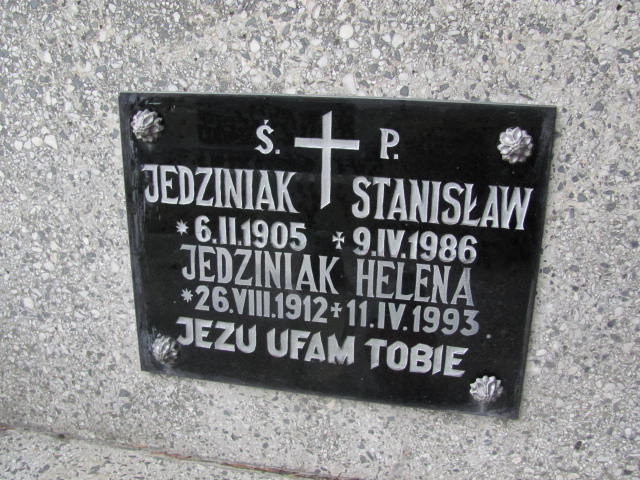 Ś. P.
JEDZINIAK STANISŁAW
*6.II.1905 +9.IV.1986
JEDZINIAK HELENA
*26.VIII.1912+11.IV.1993
JEZU UFAM TOBIE